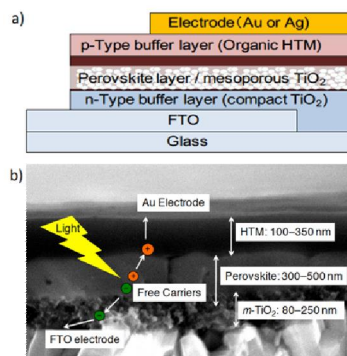 a)
Electrode(Au or Ag)
p-Type buffer layer (Organic HTM)
Perovskite layer / mesoporous TiO2
n-Type buffer layer (compact TiO2)
FTO
Glass
b)
Au Electrode
Light
HTM: 100–350 nm
Perovskite: 300–500 nm
Free Carriers
m-TiO2: 80–250 nm
FTO electrode